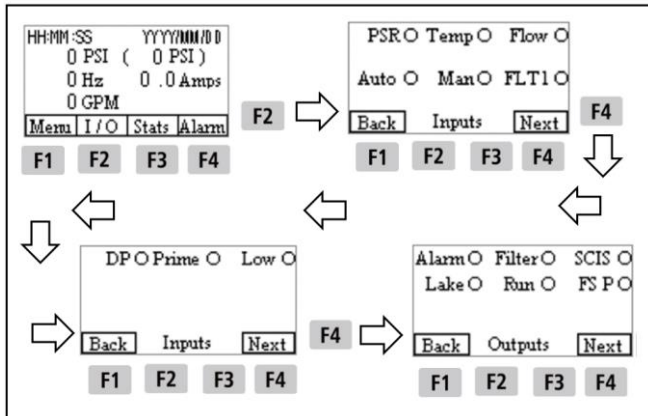 HH:MM:SS YYYY/MM/DD
0 PSI ( 0 PSI )
0 Hz 0 .0 Amps
0 GPM
Menu I/O Stats Alarm
F1 F2 F3 F4
F2
PSR Temp Flow
Auto Man FLT1
Back Inputs Next
F1 F2 F3 F4
F4
DP Prime Low
Back Inputs Next
F1 F2 F3 F4
F4
Alarm Filter SCIS
Lake Run FS P
Back Outputs Next
F1 F2 F3 F4